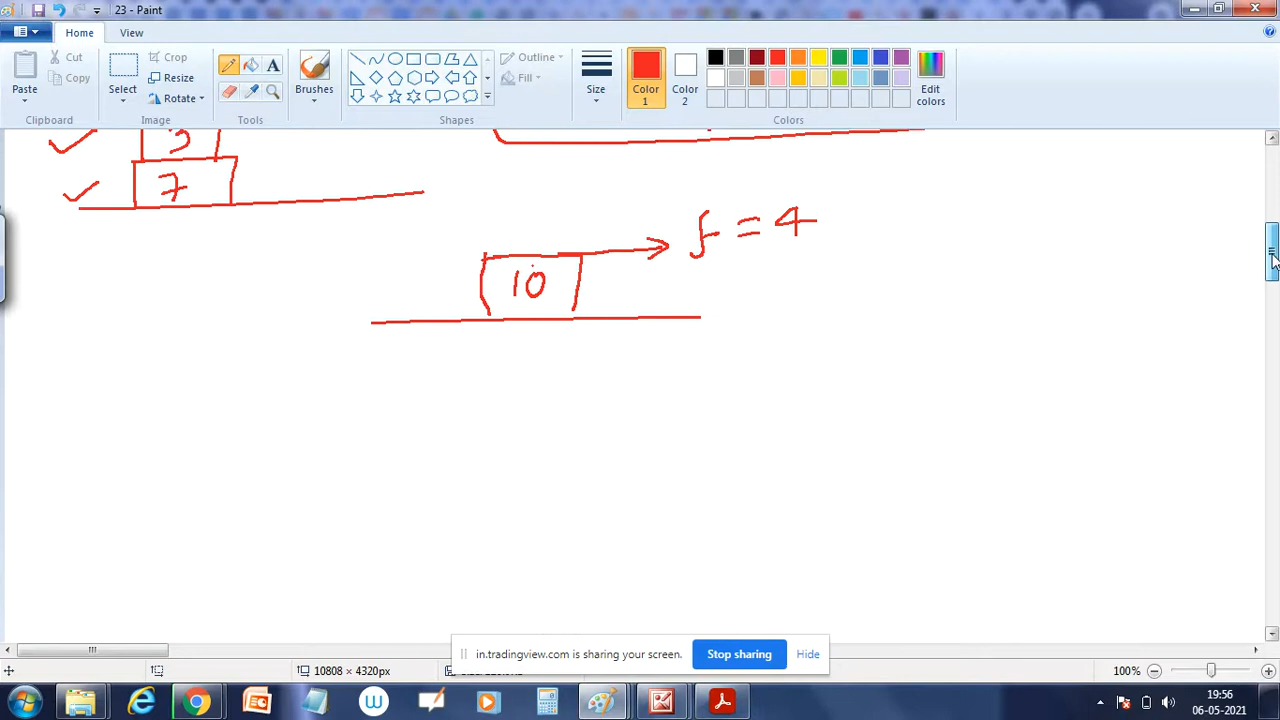 23 - Paint
Home View
Paste
Cut
Copy
Clipboard
Select
Resize
Rotate
Image
Tools
Brushes
Shapes
Outline
Fill
Size
Color 1
Color 2
Colors
Edit colors
7
f = 4
10
in.tradingview.com is sharing your screen. Stop sharing Hide
10808 × 4320px
100%
19:56
06-05-2021